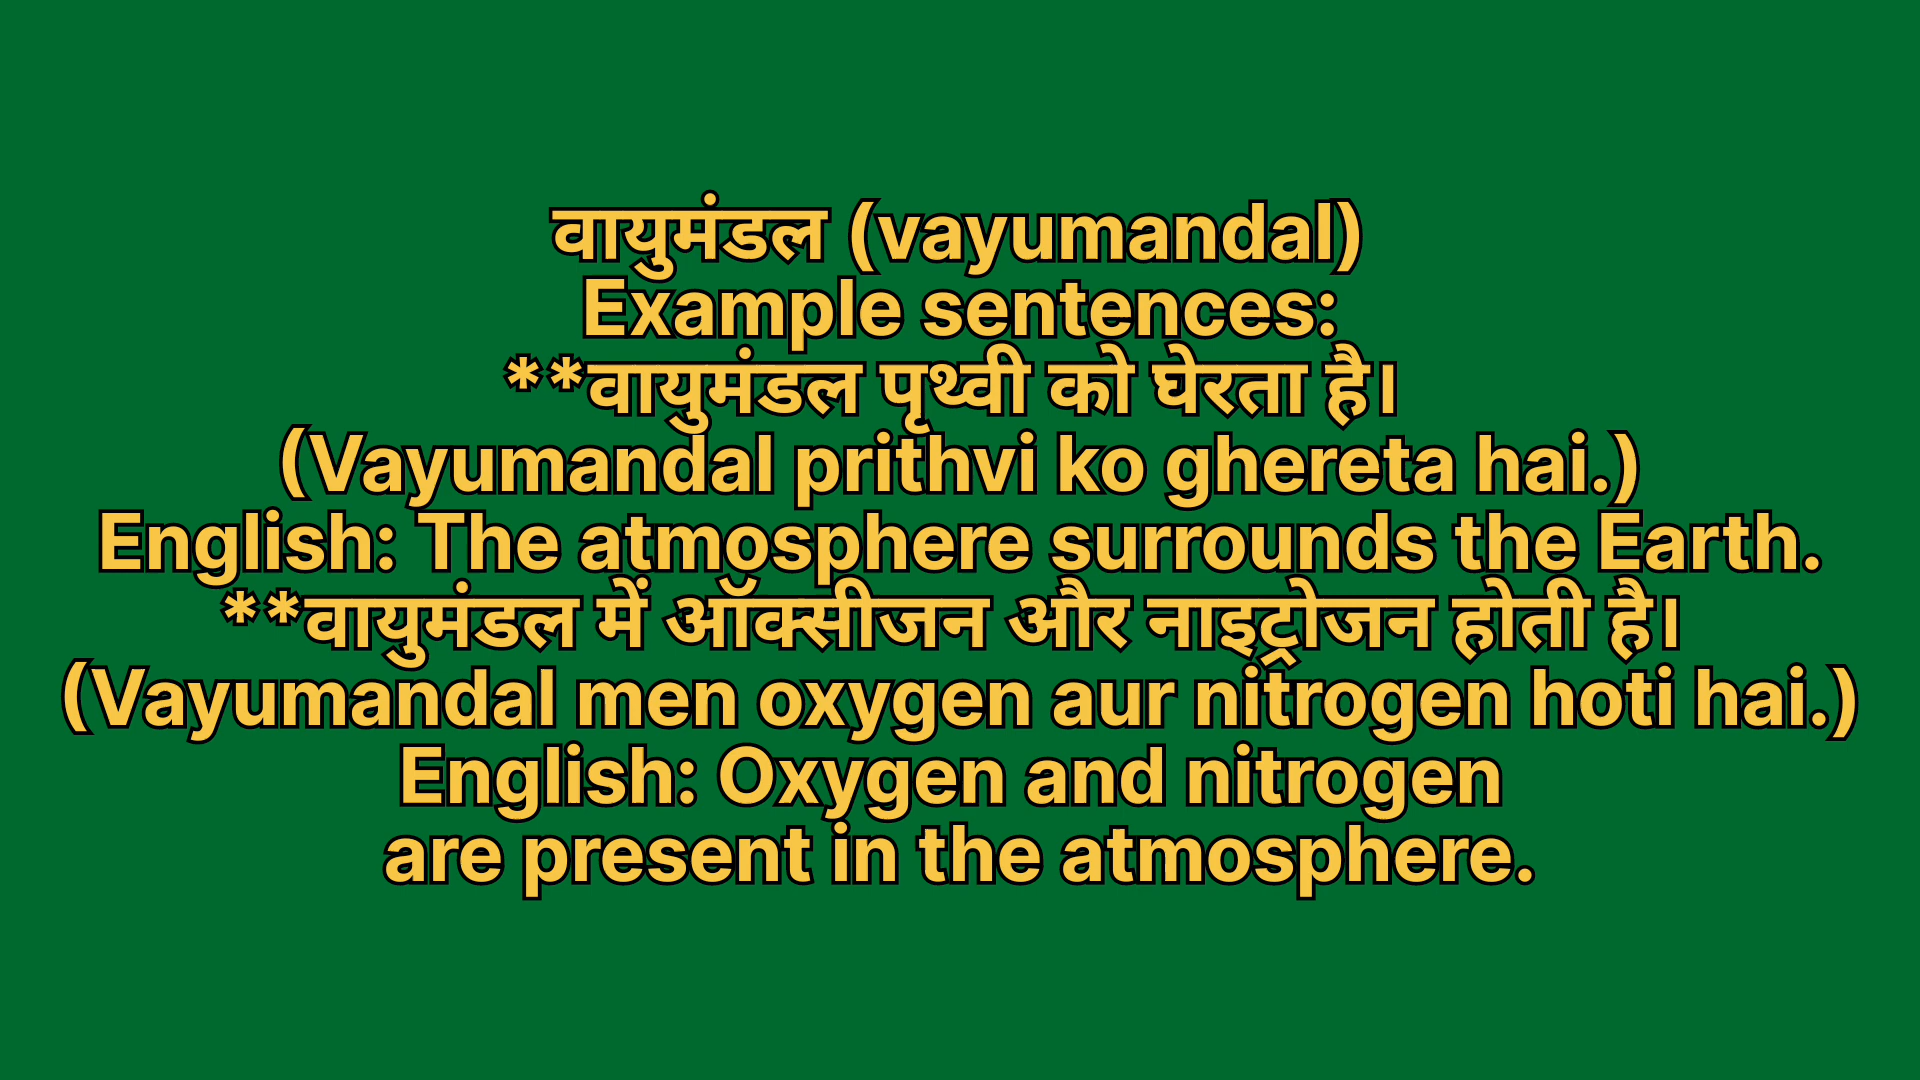 वायुमंडल (vayumandal)
Example sentences:
**वायुमंडल पृथ्वी को घेरता है।
(Vayumandal prithvi ko ghereta hai.)
English: The atmosphere surrounds the Earth.
**वायुमंडल में ऑक्सीजन और नाइट्रोजन होती है।
(Vayumandal men oxygen aur nitrogen hoti hai.)
English: Oxygen and nitrogen
are present in the atmosphere.